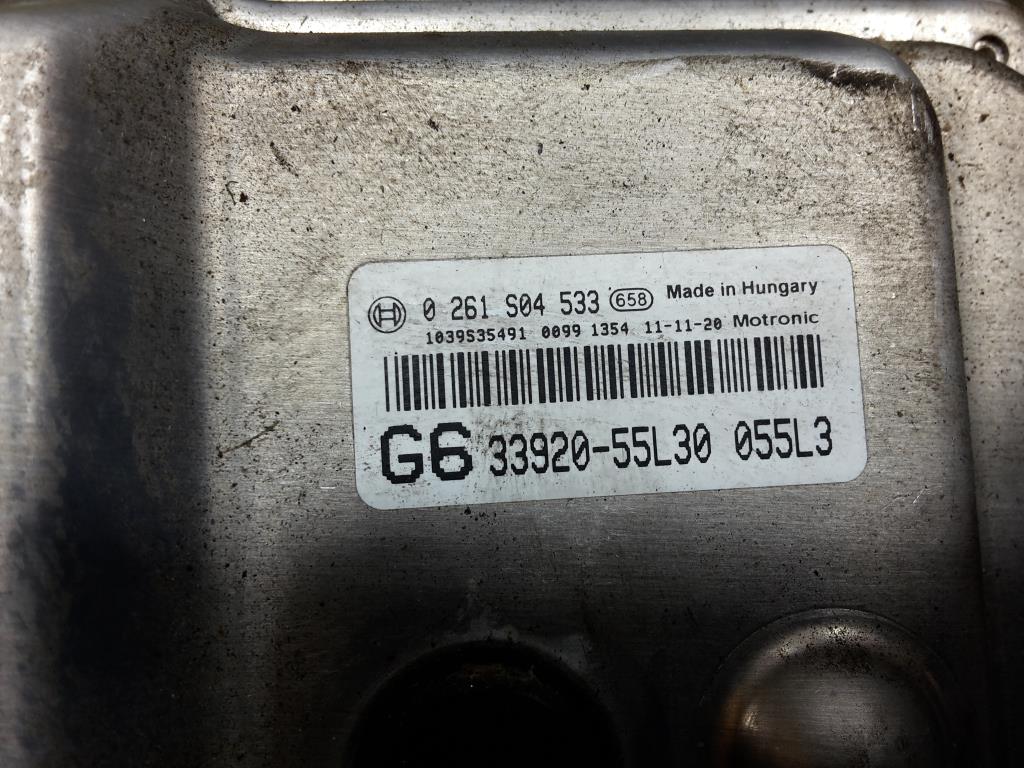 0 261 S04 533 658 Made in Hungary
1039S35491 0099 1354 11-11-20 Motronic
G6 33920-55L30 055L3